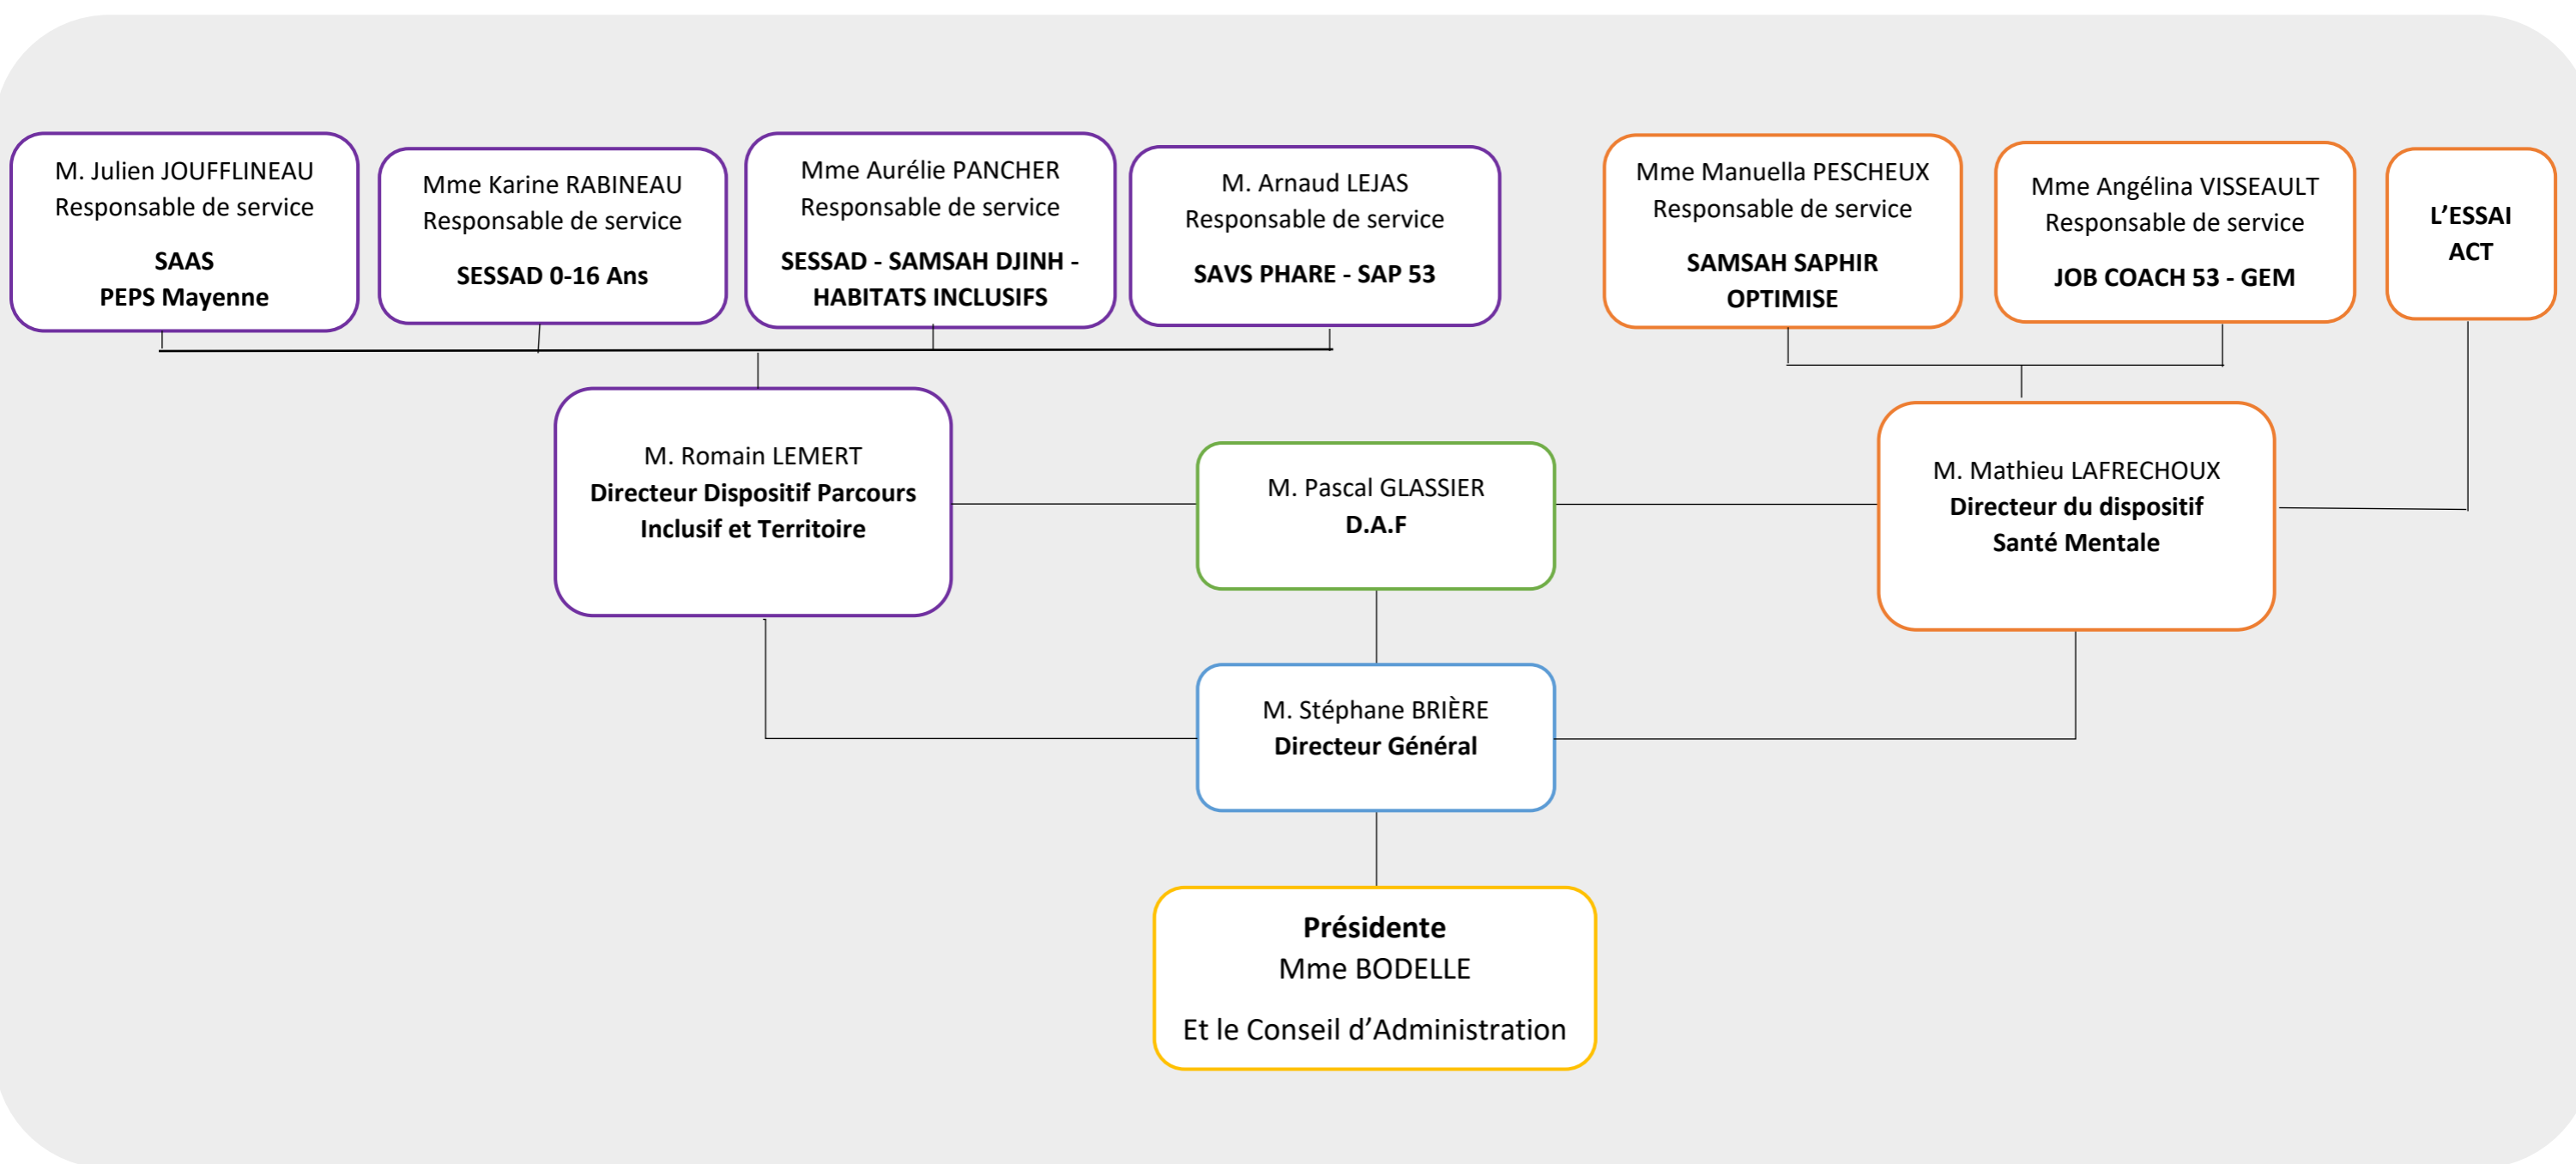 M. Julien JOUFFLINEAU
Responsable de service
SAAS
PEPS Mayenne
Mme Karine RABINEAU
Responsable de service
SESSAD 0-16 Ans
Mme Aurélie PANCHER
Responsable de service
SESSAD - SAMSAH DJINH -
HABITATS INCLUSIFS
M. Arnaud LEJAS
Responsable de service
SAVS PHARE - SAP 53
Mme Manuella PESCHEUX
Responsable de service
SAMSAH SAPHIR
OPTIMISE
Mme Angélina VISSEAULT
Responsable de service
JOB COACH 53 - GEM
L’ESSAI
ACT
M. Romain LEMERT
Directeur Dispositif Parcours
Inclusif et Territoire
M. Pascal GLASSIER
D.A.F
M. Mathieu LAFRECHOUX
Directeur du dispositif
Santé Mentale
M. Stéphane BRIÈRE
Directeur Général
Présidente
Mme BODELLE
Et le Conseil d’Administration